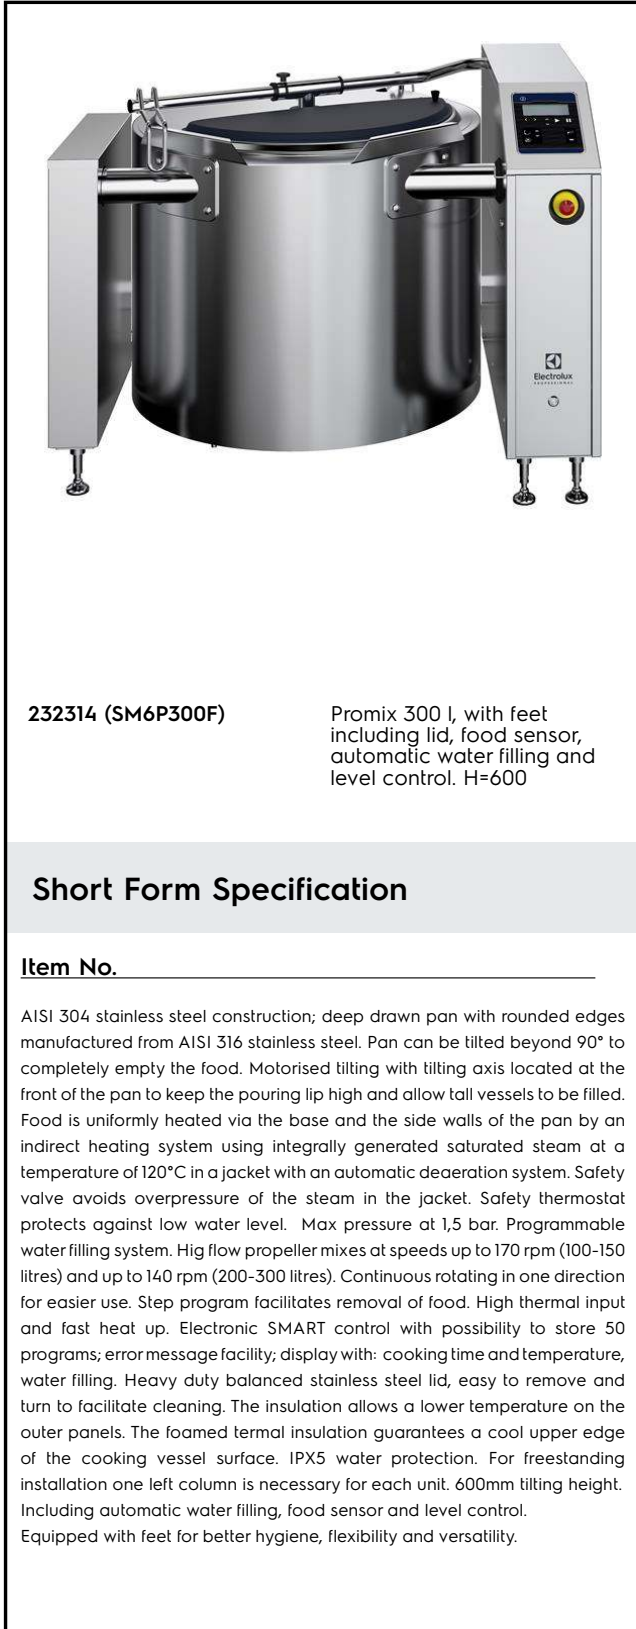 Electrolux
PROFESSIONAL
232314 (SM6P300F)
Promix 300 l, with feet
including lid, food sensor,
automatic water filling and
level control. H=600
Short Form Specification
Item No.
AISI 304 stainless steel construction; deep drawn pan with rounded edges
manufactured from AISI 316 stainless steel. Pan can be tilted beyond 90° to
completely empty the food. Motorised tilting with tilting axis located at the
front of the pan to keep the pouring lip high and allow tall vessels to be filled.
Food is uniformly heated via the base and the side walls of the pan by an
indirect heating system using integrally generated saturated steam at a
temperature of 120°C in a jacket with an automatic deaeration system. Safety
valve avoids overpressure of the steam in the jacket. Safety thermostat
protects against low water level. Max pressure at 1,5 bar. Programmable
water filling system. Hig flow propeller mixes at speeds up to 170 rpm (100-150
litres) and up to 140 rpm (200-300 litres). Continuous rotating in one direction
for easier use. Step program facilitates removal of food. High thermal input
and fast heat up. Electronic SMART control with possibility to store 50
programs; error message facility; display with: cooking time and temperature,
water filling. Heavy duty balanced stainless steel lid, easy to remove and
turn to facilitate cleaning. The insulation allows a lower temperature on the
outer panels. The foamed termal insulation guarantees a cool upper edge
of the cooking vessel surface. IPX5 water protection. For freestanding
installation one left column is necessary for each unit. 600mm tilting height.
Including automatic water filling, food sensor and level control.
Equipped with feet for better hygiene, flexibility and versatility.